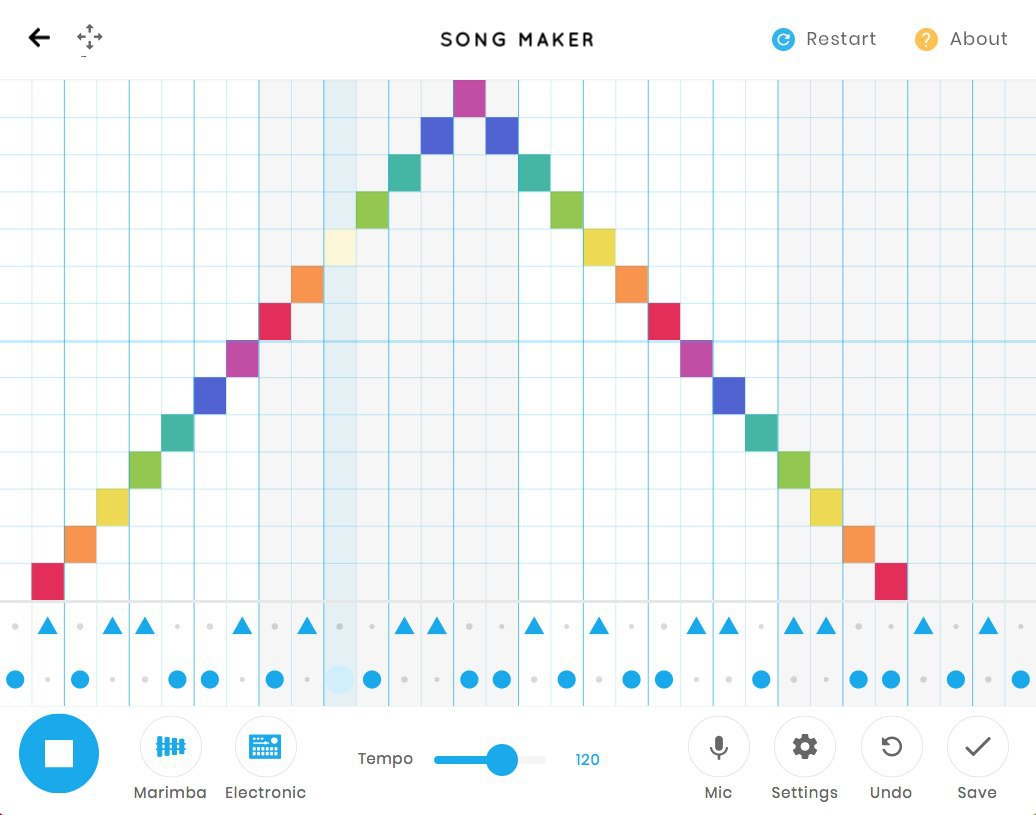 SONG MAKER
Restart
? About
Tempo
120
Marimba
Electronic
Mic
Settings
Undo
Save